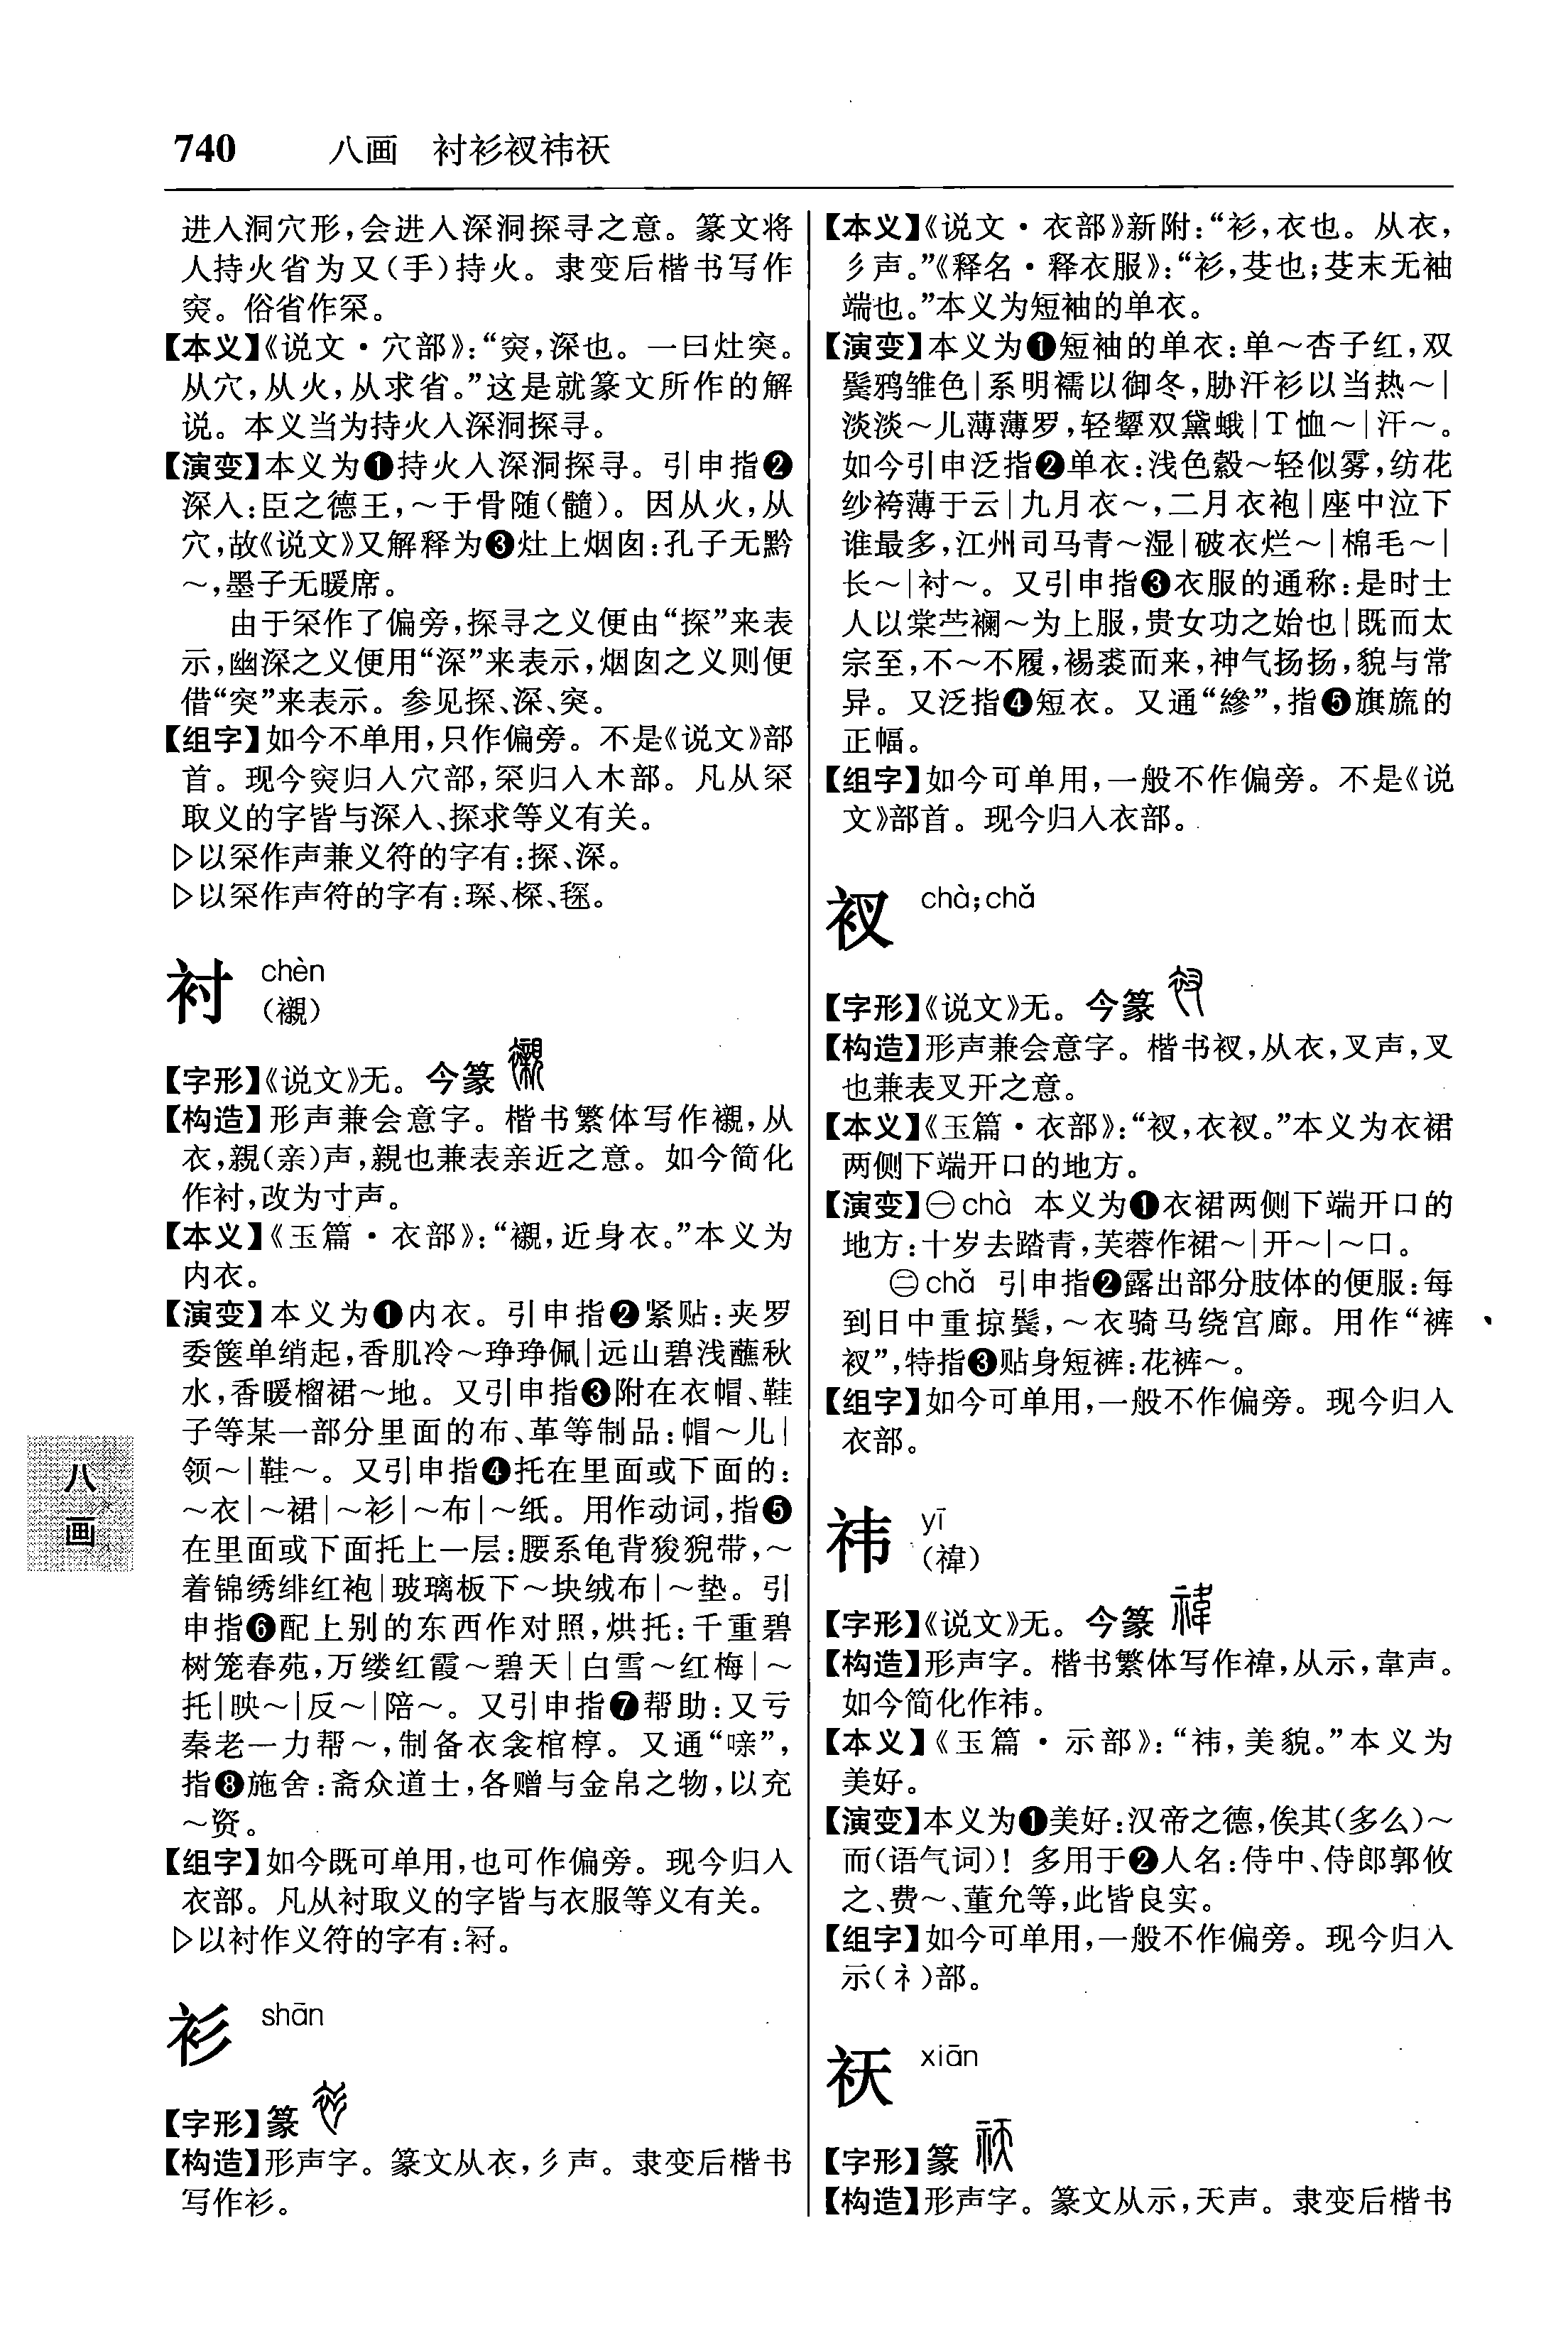 740 八画 衬衫衩祎祆
进入洞穴形,会进入深洞探寻之意。篆文将
人持火省为又(手)持火。隶变后楷书写作
突。俗省作罙。
【本义】《说文·穴部》:“突,深也。一曰灶突。
从穴,从火,从求省。”这是就篆文所作的解
说。本义当为持火入深洞探寻。
【演变】本义为❶持火入深洞探寻。引申指❷
深入:臣之德王,～于骨随(髓)。因从火,从
穴,故《说文》又解释为❸灶上烟囱:孔子无黔
～,墨子无暖席。
由于罙作了偏旁,探寻之义便由“探”来表
示,幽深之义便用“深”来表示,烟囱之义则便
借“突”来表示。参见探、深、突。
【组字】如今不单用,只作偏旁。不是《说文》部
首。现今突归入穴部,罙归入木部。凡从罙
取义的字皆与深入、探求等义有关。
▷以罙作声兼义符的字有:探、深。
▷以罙作声符的字有:琛、棎、毯。
衬 chèn
(襯)
【字形】《说文》无。今篆
【构造】形声兼会意字。楷书繁体写作襯,从
衣,親(亲)声,親也兼表亲近之意。如今简化
作衬,改为寸声。
【本义】《玉篇·衣部》:“襯,近身衣。”本义为
内衣。
【演变】本义为❶内衣。引申指❷紧贴:夹罗
委箧单绡起,香肌冷～琤琤佩|远山碧浅蘸秋
水,香暖榴裙～地。又引申指❸附在衣帽、鞋
子等某一部分里面的布、革等制品:帽～儿|
领～|鞋～。又引申指❹托在里面或下面的:
～衣|～裙|～衫|～布|～纸。用作动词,指❺
在里面或下面托上一层:腰系龟背狻猊带,～
着锦绣绯红袍|玻璃板下～块绒布|～垫。引
申指❻配上别的东西作对照,烘托:千重碧
树笼春苑,万缕红霞～碧天|白雪～红梅|～
托|映～|反～|陪～。又引申指❼帮助:又亏
秦老一力帮～,制备衣衾棺椁。又通“嚫”,
指❽施舍:斋众道士,各赠与金帛之物,以充
～资。
【组字】如今既可单用,也可作偏旁。现今归入
衣部。凡从衬取义的字皆与衣服等义有关。
▷以衬作义符的字有:
衫 shān
【字形】篆
【构造】形声字。篆文从衣,彡声。隶变后楷书
写作衫。
【本义】《说文·衣部》新附:“衫,衣也。从衣,
彡声。”《释名·释衣服》:“衫,芟也;芟末无袖
端也。”本义为短袖的单衣。
【演变】本义为❶短袖的单衣:单～杏子红,双
鬓鸦雏色|系明襦以御冬,胁汗衫以当热～|
淡淡～儿薄薄罗,轻颦双黛蛾|T恤～|汗～。
如今引申泛指❷单衣:浅色縠～轻似雾,纺花
纱袴薄于云|九月衣～,二月衣袍|座中泣下
谁最多,江州司马青～湿|破衣烂～|棉毛～|
长～|衬～。又引申指❸衣服的通称:是时士
人以棠苎襕～为上服,贵女功之始也|既而太
宗至,不～不履,裼裘而来,神气扬扬,貌与常
异。又泛指❹短衣。又通“縿”,指❺旗旒的
正幅。
【组字】如今可单用,一般不作偏旁。不是《说
文》部首。现今归入衣部。
衩 chà;chǎ
【字形】《说文》无。今篆
【构造】形声兼会意字。楷书衩,从衣,叉声,叉
也兼表叉开之意。
【本义】《玉篇·衣部》:“衩,衣衩。”本义为衣裙
两侧下端开口的地方。
【演变】㊀chà 本义为❶衣裙两侧下端开口的
地方:十岁去踏青,芙蓉作裙～|开～|～口。
㊁chǎ 引申指❷露出部分肢体的便服:每
到日中重掠鬓,～衣骑马绕宫廊。用作“裤
衩”,特指❸贴身短裤:花裤～。
【组字】如今可单用,一般不作偏旁。现今归入
衣部。
祎 yī
(禕)
【字形】《说文》无。今篆
【构造】形声字。楷书繁体写作禕,从示,韋声。
如今简化作祎。
【本义】《玉篇·示部》:“祎,美貌。”本义为
美好。
【演变】本义为❶美好:汉帝之德,俟其(多么)～
而(语气词)!多用于❷人名:侍中、侍郎郭攸
之、费～、董允等,此皆良实。
【组字】如今可单用,一般不作偏旁。现今归入
示(礻)部。
祆 xiān
【字形】篆
【构造】形声字。篆文从示,天声。隶变后楷书
八
画